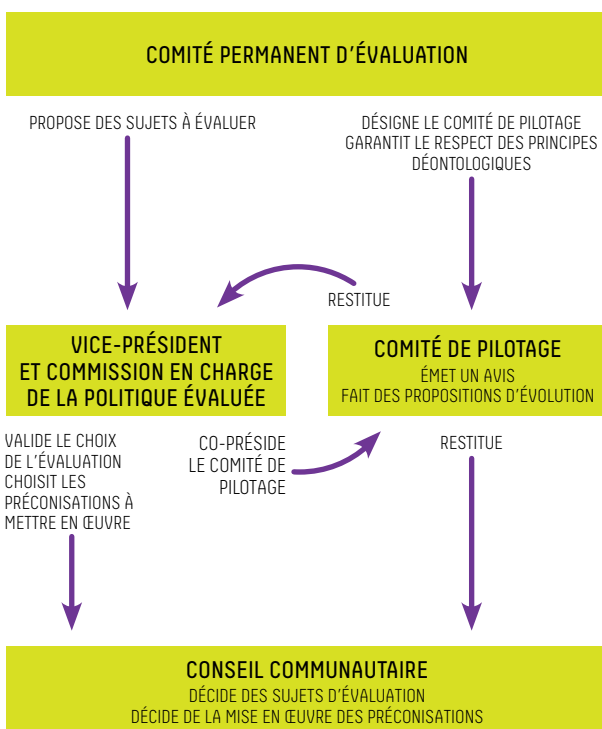 COMITÉ PERMANENT D'ÉVALUATION
PROPOSE DES SUJETS À ÉVALUER
DÉSIGNE LE COMITÉ DE PILOTAGE
GARANTIT LE RESPECT DES PRINCIPES
DÉONTOLOGIQUES
RESTITUE
VICE-PRÉSIDENT
ET COMMISSION EN CHARGE
DE LA POLITIQUE ÉVALUÉE
COMITÉ DE PILOTAGE
ÉMET UN AVIS
FAIT DES PROPOSITIONS D'ÉVOLUTION
VALIDE LE CHOIX
DE L'ÉVALUATION
CHOISIT LES
PRÉCONISATIONS À
METTRE EN ŒUVRE
CO-PRÉSIDE
LE COMITÉ DE
PILOTAGE
RESTITUE
CONSEIL COMMUNAUTAIRE
DÉCIDE DES SUJETS D'ÉVALUATION
DÉCIDE DE LA MISE EN ŒUVRE DES PRÉCONISATIONS